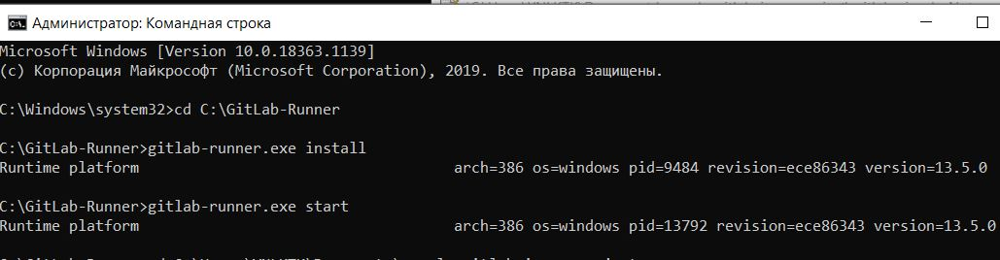 Администратор: Командная строка
Microsoft Windows [Version 10.0.18363.1139]
(c) Корпорация Майкрософт (Microsoft Corporation), 2019. Все права защищены.
C:\Windows\system32>cd C:\GitLab-Runner
C:\GitLab-Runner>gitlab-runner.exe install
Runtime platform arch=386 os=windows pid=9484 revision=ece86343 version=13.5.0
C:\GitLab-Runner>gitlab-runner.exe start
Runtime platform arch=386 os=windows pid=13792 revision=ece86343 version=13.5.0